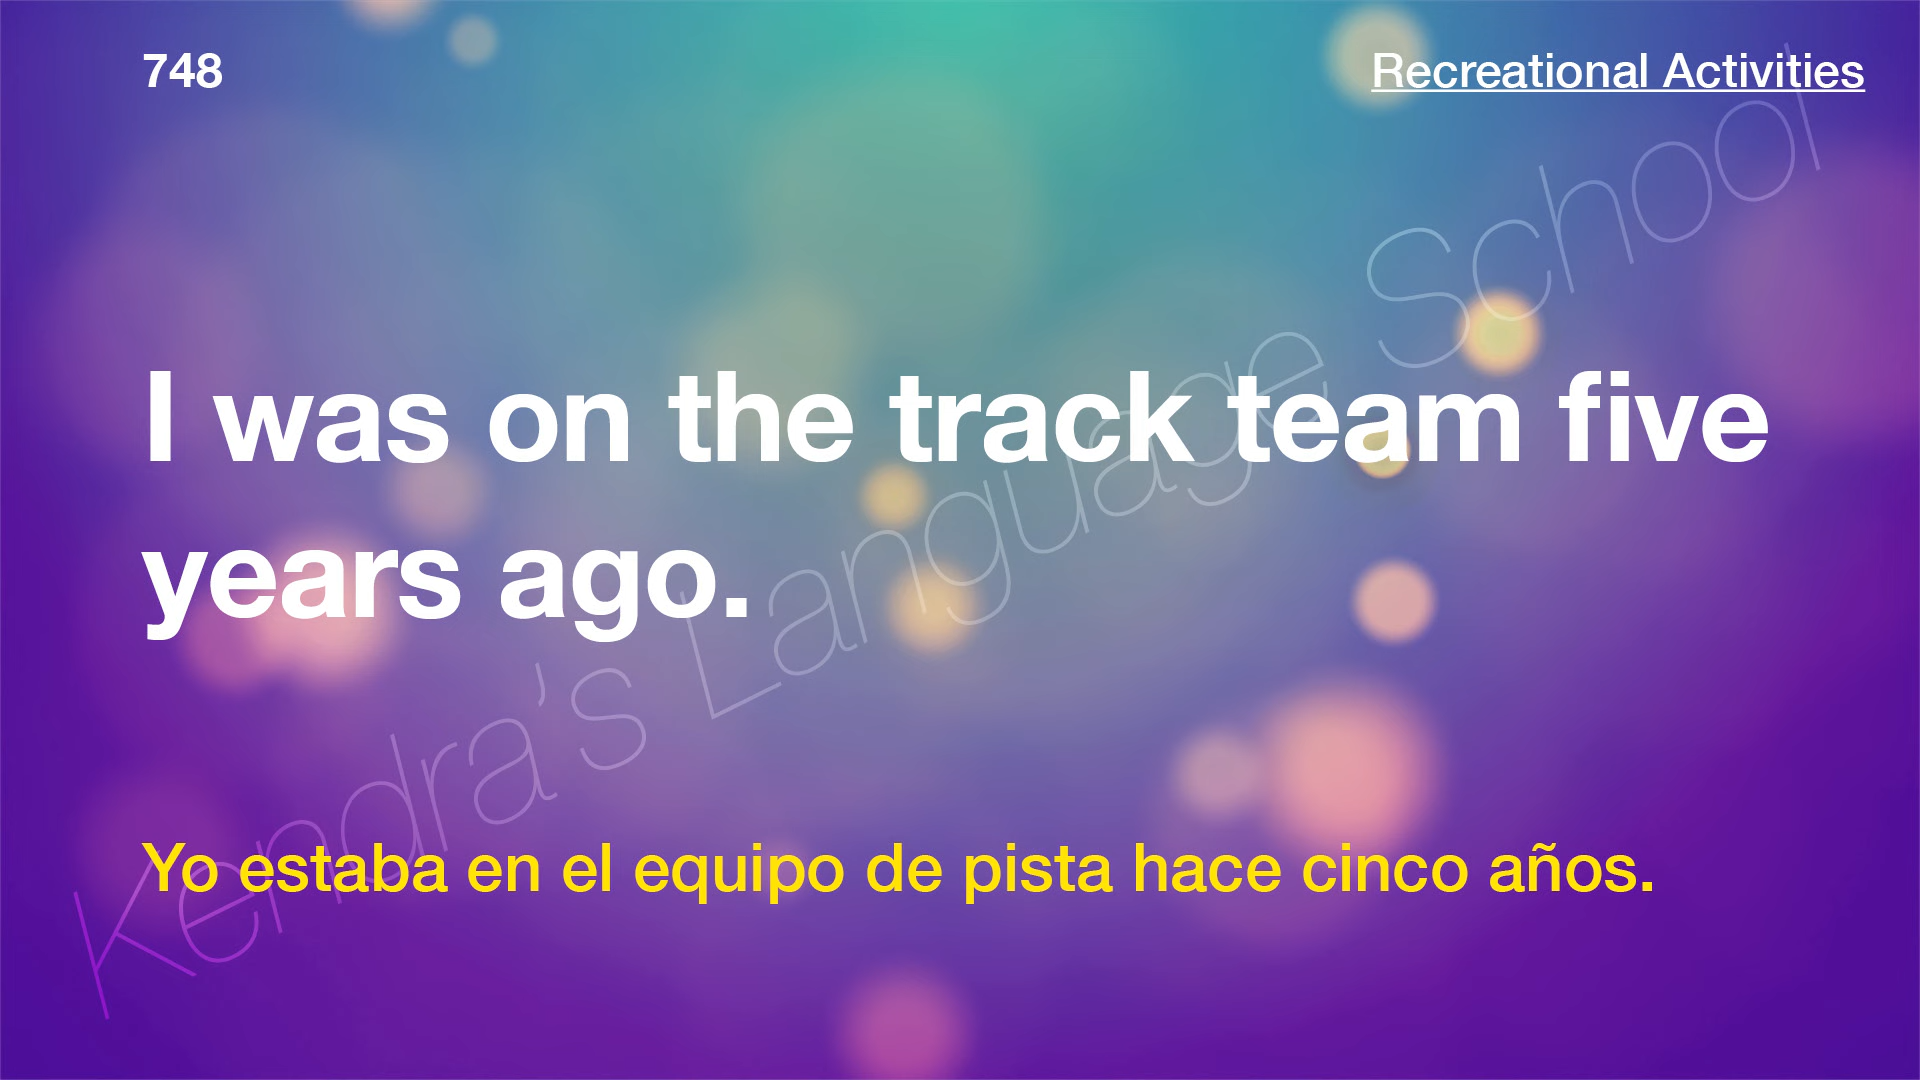 748
Recreational Activities
I was on the track team five
years ago.
Yo estaba en el equipo de pista hace cinco años.
Kendra's Language School